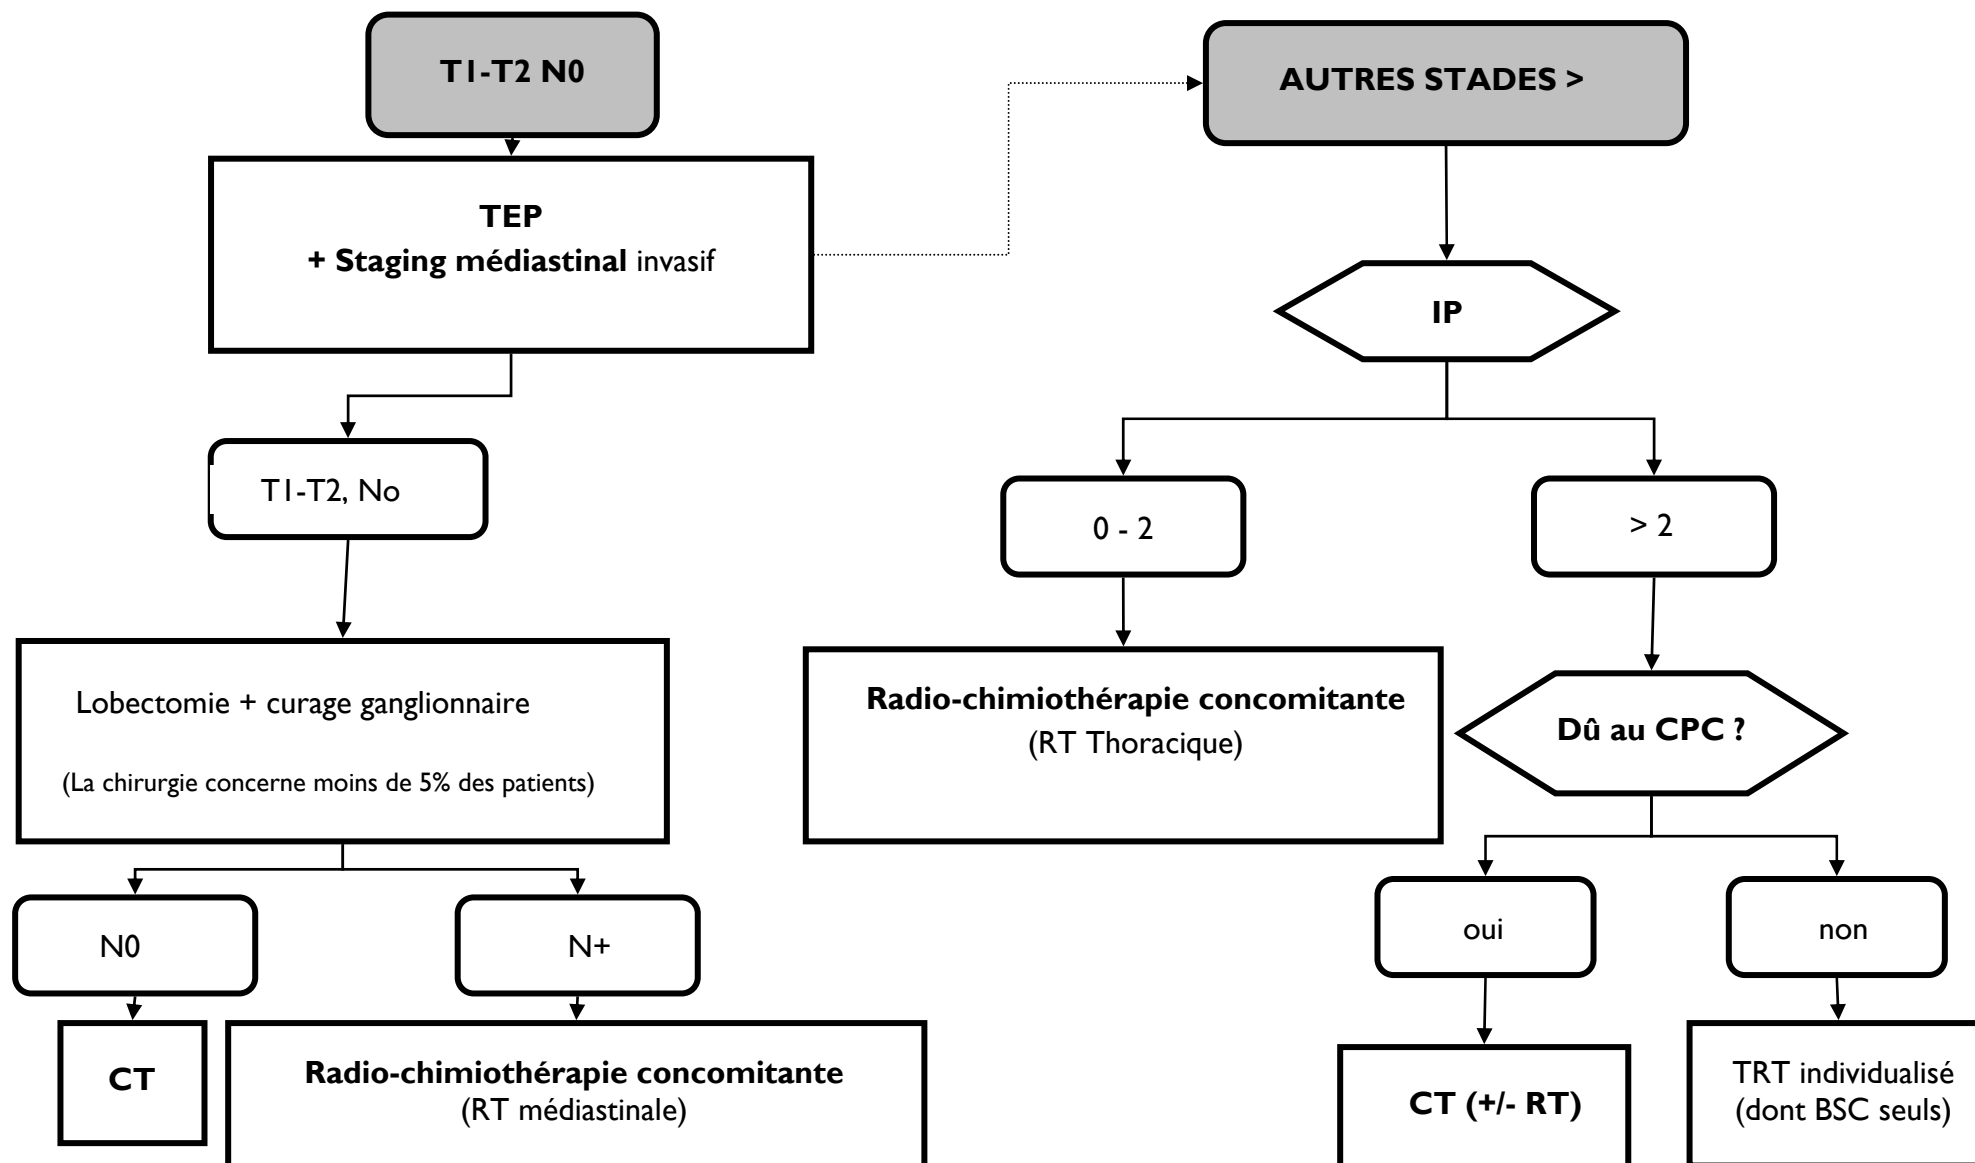 T1-T2 N0
AUTRES STADES >
TEP
+ Staging médiastinal invasif
IP
T1-T2, No
0 - 2
> 2
Lobectomie + curage ganglionnaire
(La chirurgie concerne moins de 5% des patients)
Radio-chimiothérapie concomitante
(RT Thoracique)
Dû au CPC ?
N0
N+
oui
non
CT
Radio-chimiothérapie concomitante
(RT médiastinale)
CT (+/- RT)
TRT individualisé
(dont BSC seuls)